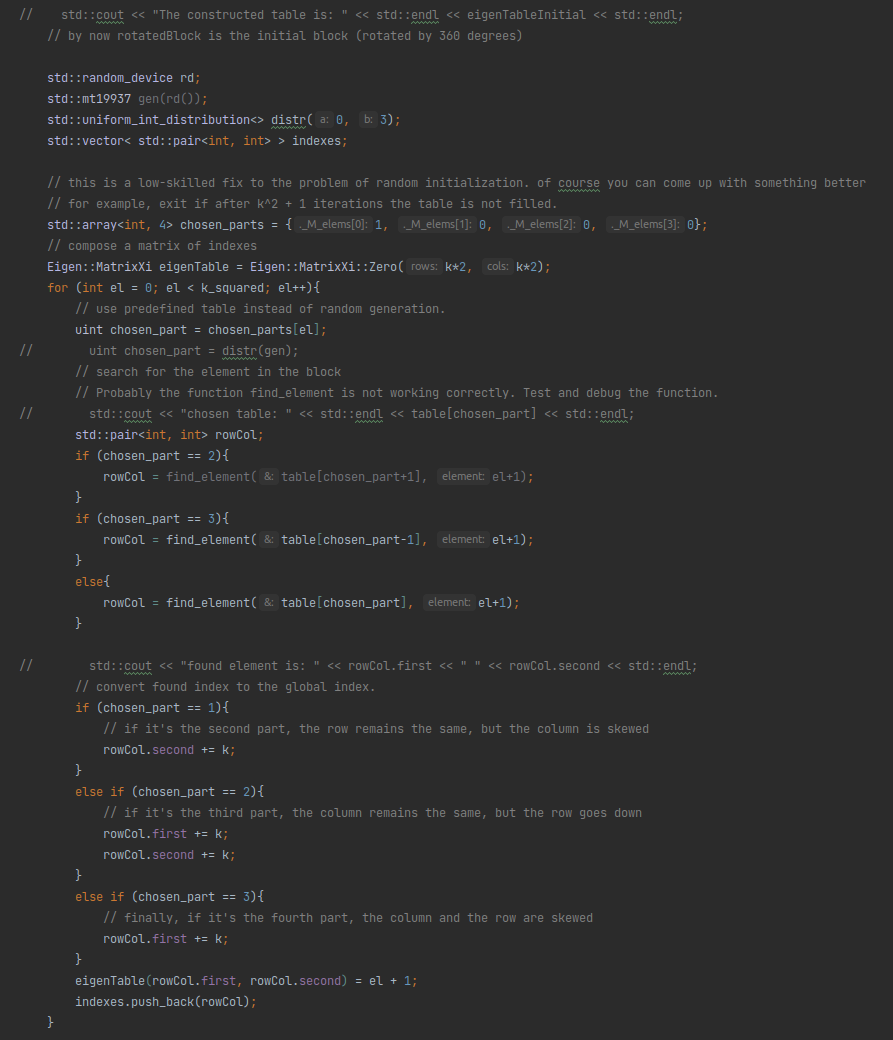 //    std::cout << "The constructed table is: " << std::endl << eigenTableInitial << std::endl;
    // by now rotatedBlock is the initial block (rotated by 360 degrees)

    std::random_device rd;
    std::mt19937 gen(rd());
    std::uniform_int_distribution<> distr( a: 0,  b: 3);
    std::vector< std::pair<int, int> > indexes;

    // this is a low-skilled fix to the problem of random initialization. of course you can come up with something better
    // for example, exit if after k^2 + 1 iterations the table is not filled.
    std::array<int, 4> chosen_parts = { ._M_elems[0]: 1,  ._M_elems[1]: 0,  ._M_elems[2]: 0,  ._M_elems[3]: 0};
    // compose a matrix of indexes
    Eigen::MatrixXi eigenTable = Eigen::MatrixXi::Zero( rows: k*2,  cols: k*2);
    for (int el = 0; el < k_squared; el++){
        // use predefined table instead of random generation.
        uint chosen_part = chosen_parts[el];
//        uint chosen_part = distr(gen);
        // search for the element in the block
        // Probably the function find_element is not working correctly. Test and debug the function.
//        std::cout << "chosen table: " << std::endl << table[chosen_part] << std::endl;
        std::pair<int, int> rowCol;
        if (chosen_part == 2){
            rowCol = find_element( &: table[chosen_part+1],  element: el+1);
        }
        if (chosen_part == 3){
            rowCol = find_element( &: table[chosen_part-1],  element: el+1);
        }
        else{
            rowCol = find_element( &: table[chosen_part],  element: el+1);
        }

//        std::cout << "found element is: " << rowCol.first << " " << rowCol.second << std::endl;
        // convert found index to the global index.
        if (chosen_part == 1){
            // if it's the second part, the row remains the same, but the column is skewed
            rowCol.second += k;
        }
        else if (chosen_part == 2){
            // if it's the third part, the column remains the same, but the row goes down
            rowCol.first += k;
            rowCol.second += k;
        }
        else if (chosen_part == 3){
            // finally, if it's the fourth part, the column and the row are skewed
            rowCol.first += k;
        }
        eigenTable(rowCol.first, rowCol.second) = el + 1;
        indexes.push_back(rowCol);
    }